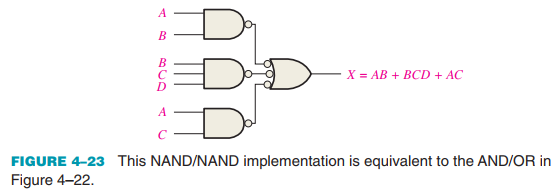 A
B
B
C
D
X = AB + BCD + AC
A
C
FIGURE 4–23 This NAND/NAND implementation is equivalent to the AND/OR in
Figure 4–22.